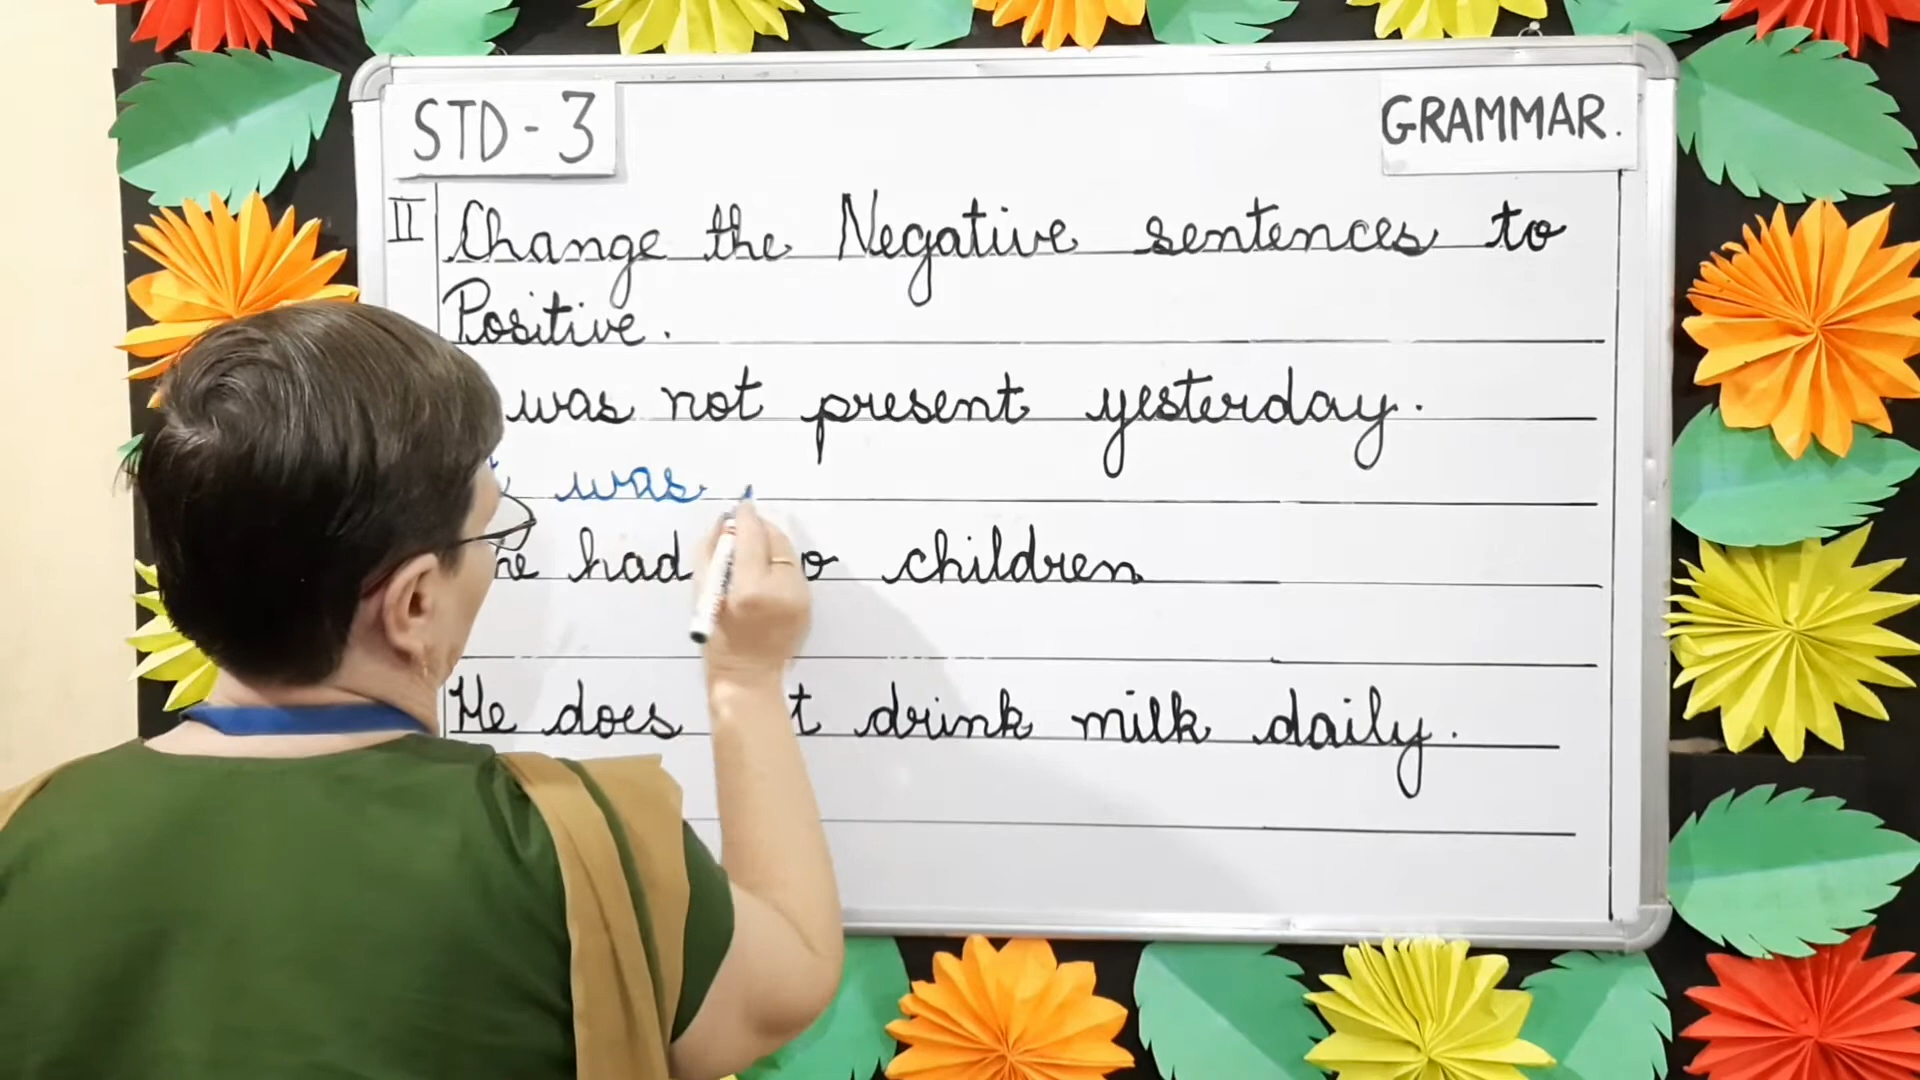 STD - 3
GRAMMAR.
II Change the Negative sentences to
Positive.
was not present yesterday.
was
had children
He does drink milk daily.